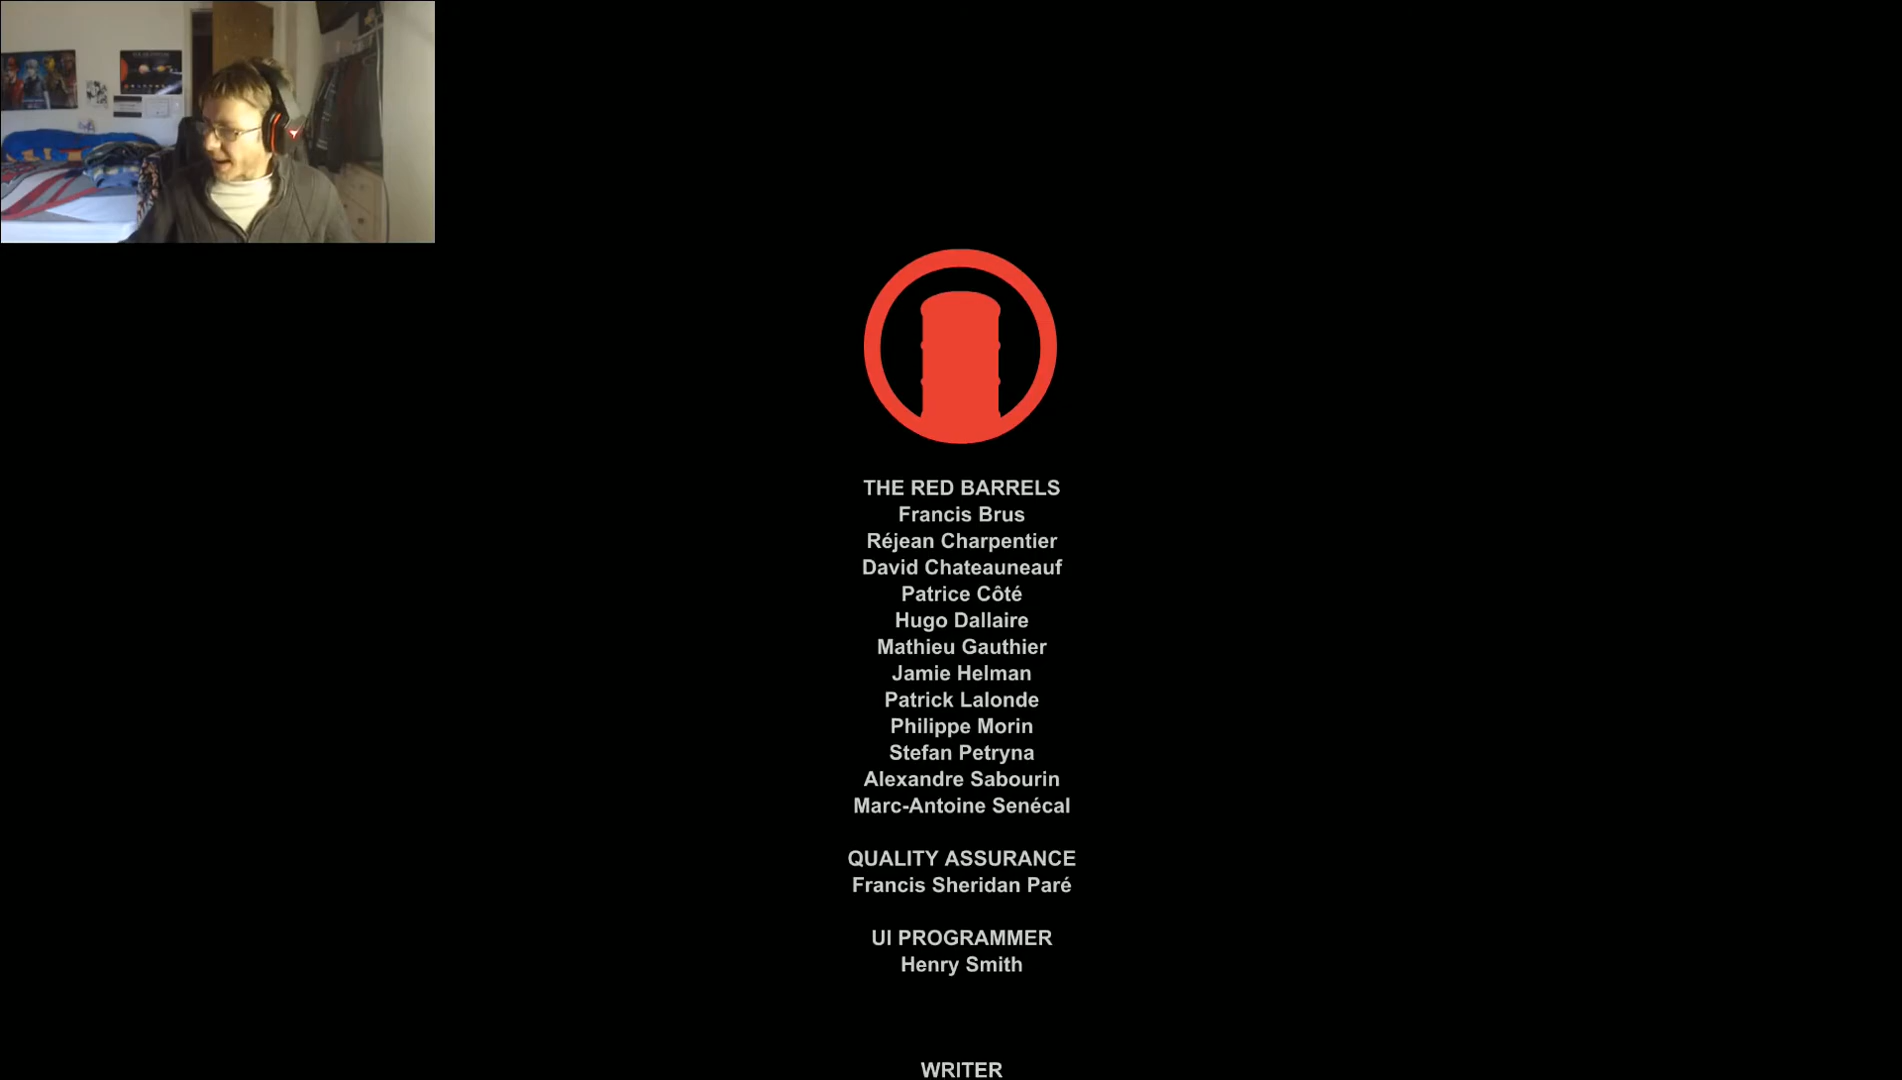 THE RED BARRELS
Francis Brus
Réjean Charpentier
David Chateauneuf
Patrice Côté
Hugo Dallaire
Mathieu Gauthier
Jamie Helman
Patrick Lalonde
Philippe Morin
Stefan Petryna
Alexandre Sabourin
Marc-Antoine Senécal
QUALITY ASSURANCE
Francis Sheridan Paré
UI PROGRAMMER
Henry Smith
WRITER